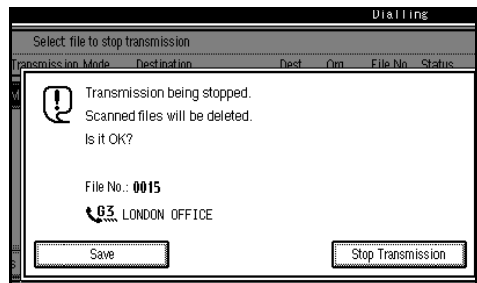 Dialling
Select file to stop transmission
Transmission Mode Destination Dest. Org. File No. Status
Transmission being stopped.
Scanned files will be deleted.
Is it OK?
File No.: 0015
G3 LONDON OFFICE
Save Stop Transmission